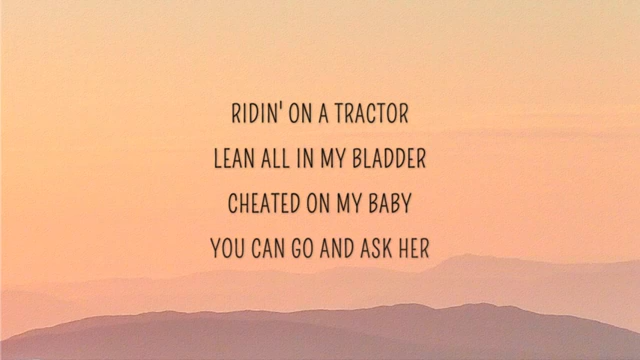 RIDIN' ON A TRACTOR
LEAN ALL IN MY BLADDER
CHEATED ON MY BABY
YOU CAN GO AND ASK HER